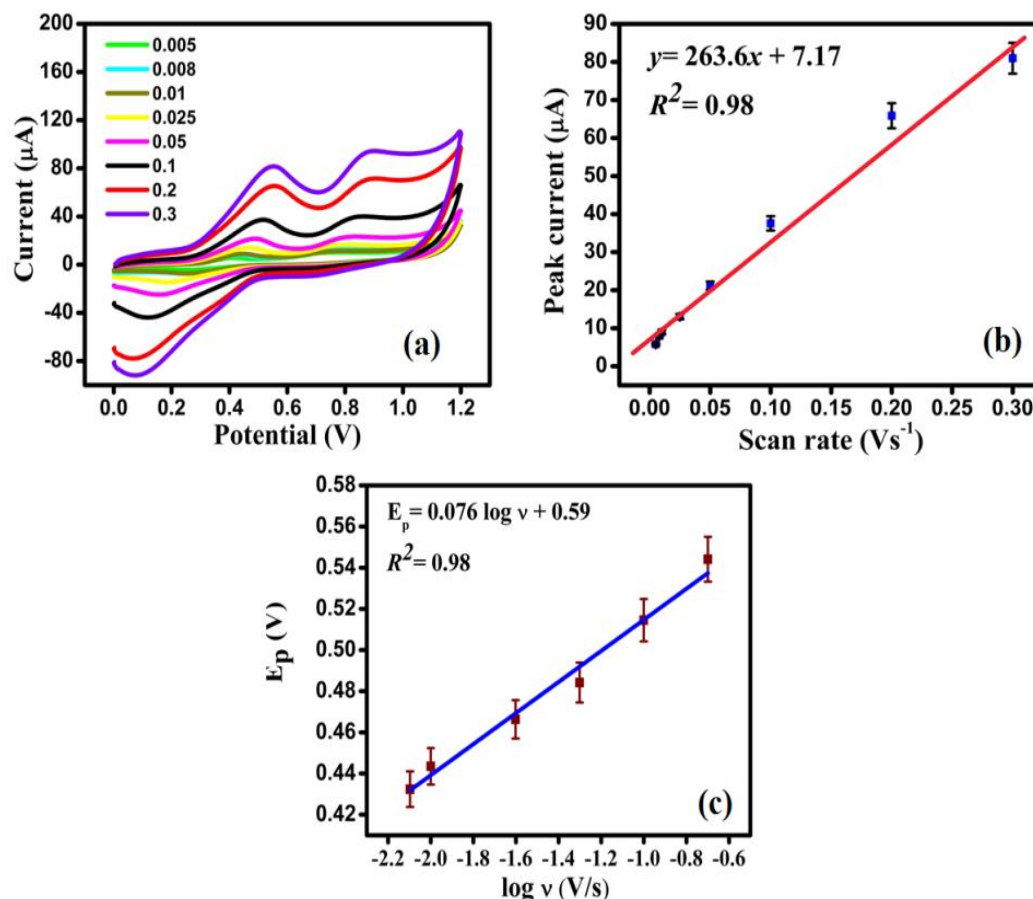 200
160
120
80
40
0
-40
-80
Current (µA)
0.005
0.008
0.01
0.025
0.05
0.1
0.2
0.3
(a)
0.0 0.2 0.4 0.6 0.8 1.0 1.2
Potential (V)
90
80
70
60
50
40
30
20
10
0
Peak current (µA)
y= 263.6x + 7.17
R²= 0.98
(b)
0.00 0.05 0.10 0.15 0.20 0.25 0.30
Scan rate (Vs⁻¹)
0.58
0.56
0.54
0.52
0.50
0.48
0.46
0.44
0.42
Ep (V)
Ep= 0.076 log ν + 0.59
R²= 0.98
(c)
-2.2 -2.0 -1.8 -1.6 -1.4 -1.2 -1.0 -0.8 -0.6
log ν (V/s)